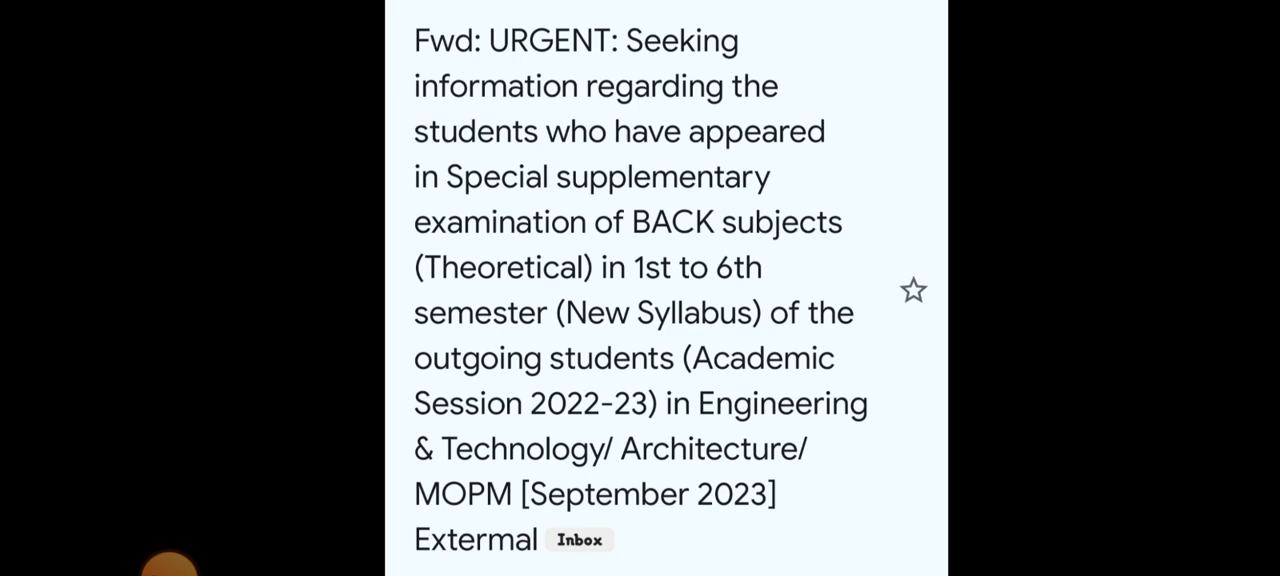 Fwd: URGENT: Seeking
information regarding the
students who have appeared
in Special supplementary
examination of BACK subjects
(Theoretical) in 1st to 6th
semester (New Syllabus) of the
outgoing students (Academic
Session 2022-23) in Engineering
& Technology/ Architecture/
MOPM [September 2023]
Extermal Inbox